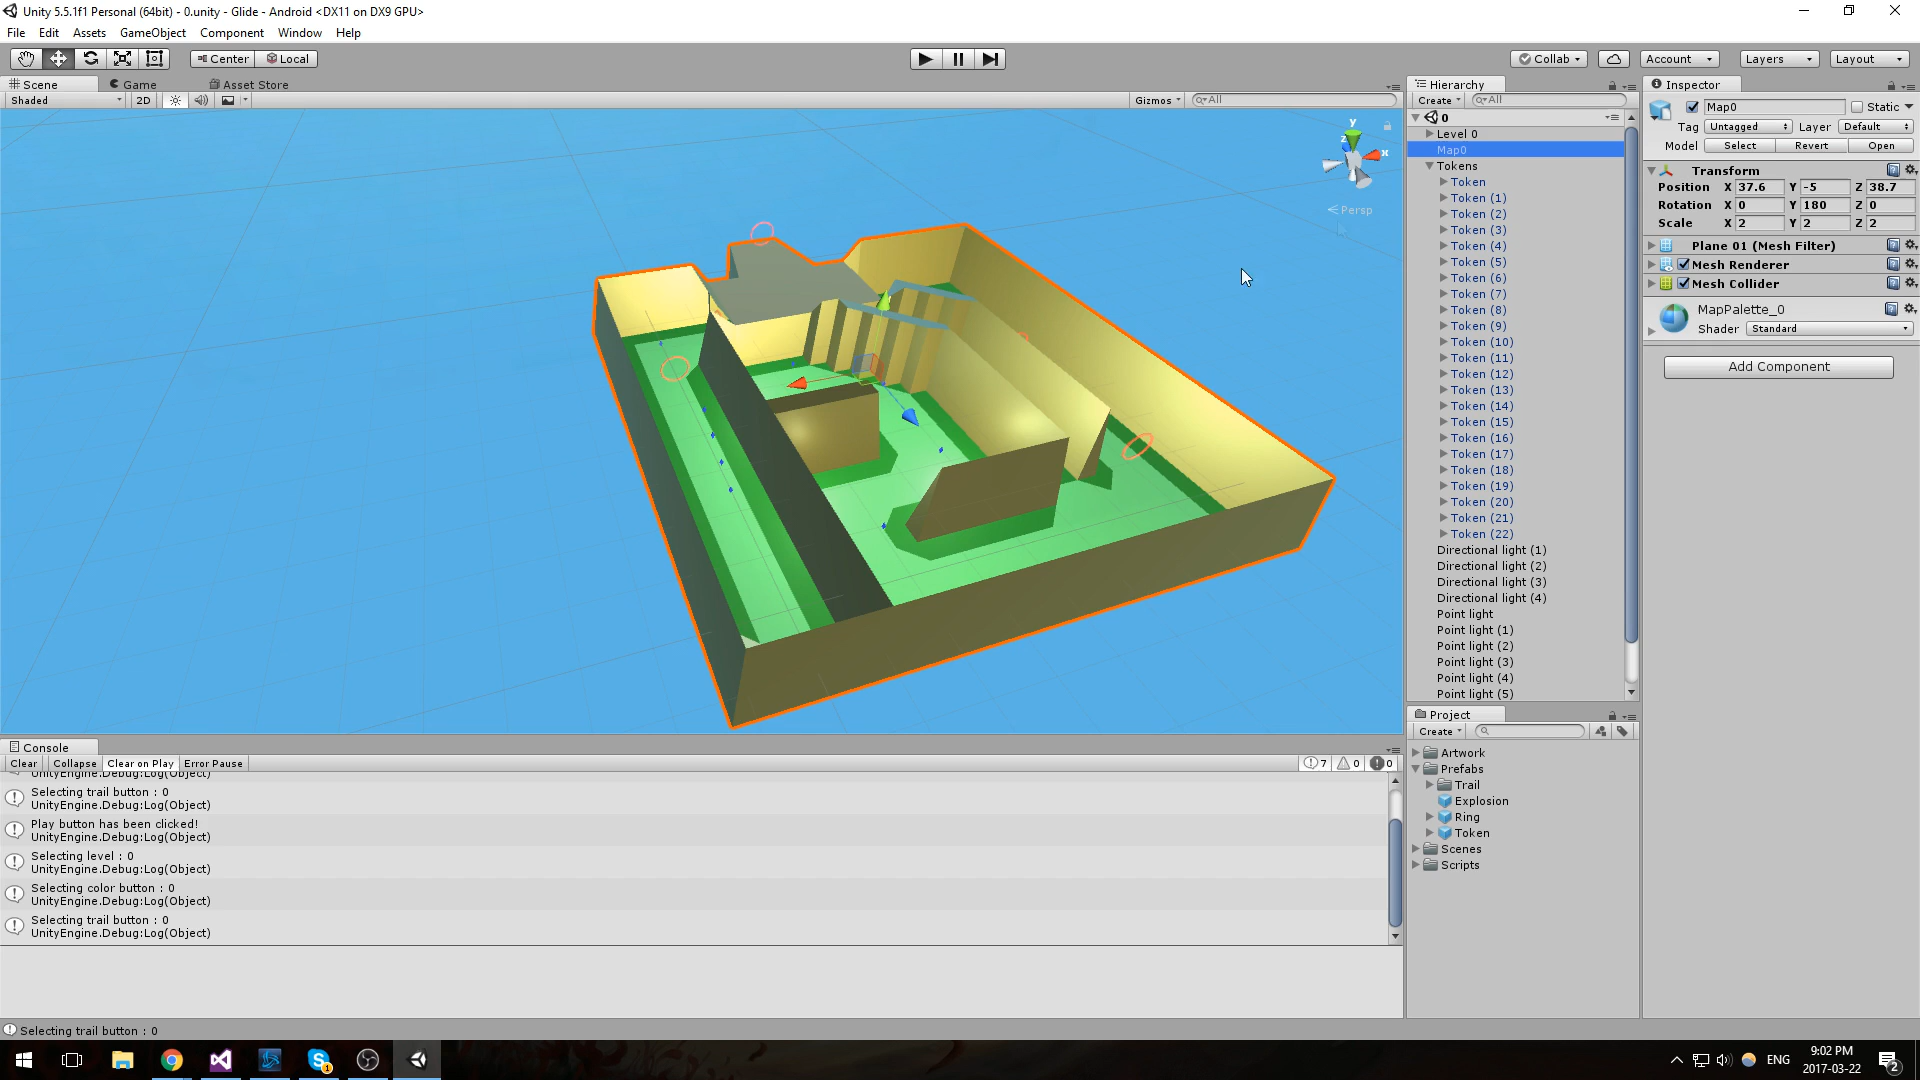 Unity 5.5.1f1 Personal (64bit) - 0.unity - Glide - Android <DX11 on DX9 GPU>
File Edit Assets GameObject Component Window Help
Center Local
Collab Account Layers Layout
Scene Game Asset Store
Shaded 2D Gizmos All
y
z
x
Persp
Hierarchy
Create All
0
Level 0
Map0
Tokens
Token
Token (1)
Token (2)
Token (3)
Token (4)
Token (5)
Token (6)
Token (7)
Token (8)
Token (9)
Token (10)
Token (11)
Token (12)
Token (13)
Token (14)
Token (15)
Token (16)
Token (17)
Token (18)
Token (19)
Token (20)
Token (21)
Token (22)
Directional light (1)
Directional light (2)
Directional light (3)
Directional light (4)
Point light
Point light (1)
Point light (2)
Point light (3)
Point light (4)
Point light (5)
Inspector
Map0 Static
Tag Untagged Layer Default
Model Select Revert Open
Transform
Position X 37.6 Y -5 Z 38.7
Rotation X 0 Y 180 Z 0
Scale X 2 Y 2 Z 2
Plane 01 (Mesh Filter)
Mesh Renderer
Mesh Collider
MapPalette_0
Shader Standard
Add Component
Project
Create
Artwork
Prefabs
Trail
Explosion
Ring
Token
Scenes
Scripts
Console
Clear Collapse Clear on Play Error Pause 7 0 0
UnityEngine.Debug:Log(Object)
Selecting trail button : 0
UnityEngine.Debug:Log(Object)
Play button has been clicked!
UnityEngine.Debug:Log(Object)
Selecting level : 0
UnityEngine.Debug:Log(Object)
Selecting color button : 0
UnityEngine.Debug:Log(Object)
Selecting trail button : 0
UnityEngine.Debug:Log(Object)
Selecting trail button : 0
1
ENG
9:02 PM
2017-03-22
2